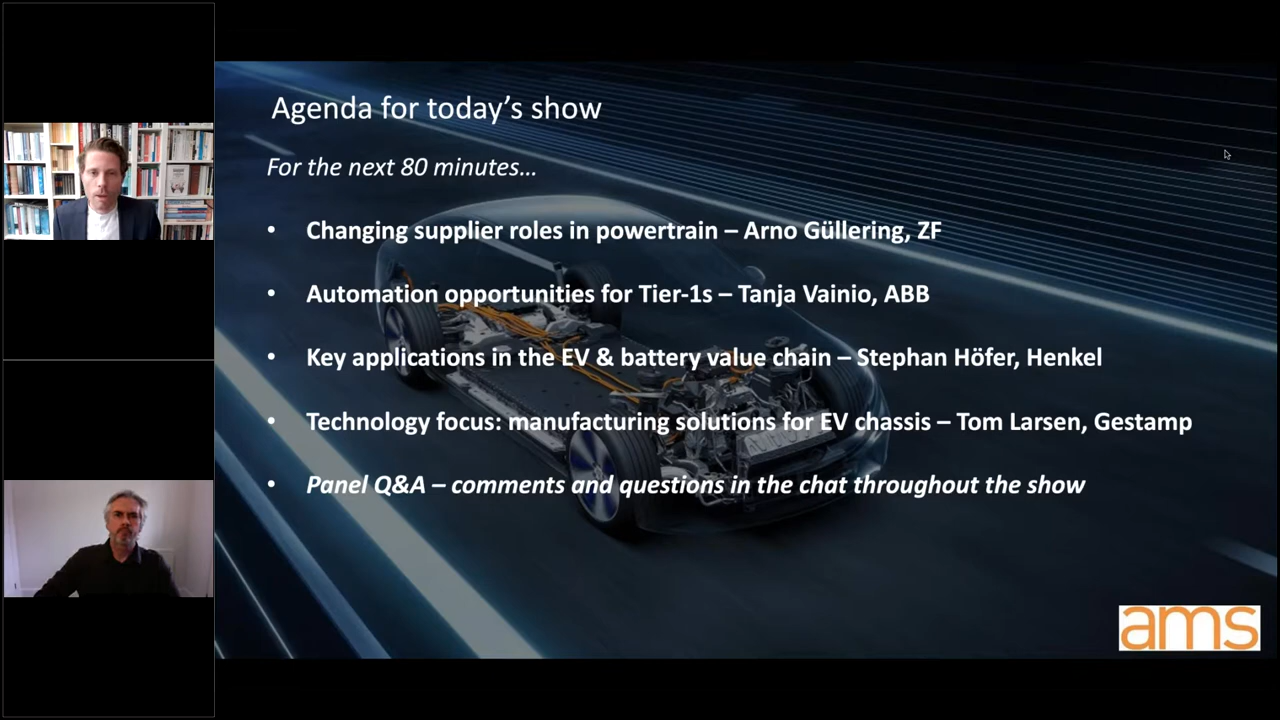 Agenda for today’s show
For the next 80 minutes…
• Changing supplier roles in powertrain – Arno Güllering, ZF
• Automation opportunities for Tier-1s – Tanja Vainio, ABB
• Key applications in the EV & battery value chain – Stephan Höfer, Henkel
• Technology focus: manufacturing solutions for EV chassis – Tom Larsen, Gestamp
• Panel Q&A – comments and questions in the chat throughout the show
ams